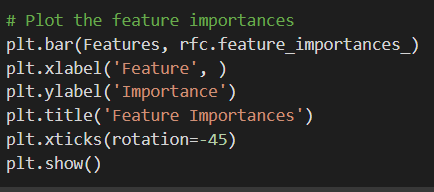 # Plot the feature importances
plt.bar(Features, rfc.feature_importances_)
plt.xlabel('Feature', )
plt.ylabel('Importance')
plt.title('Feature Importances')
plt.xticks(rotation=-45)
plt.show()